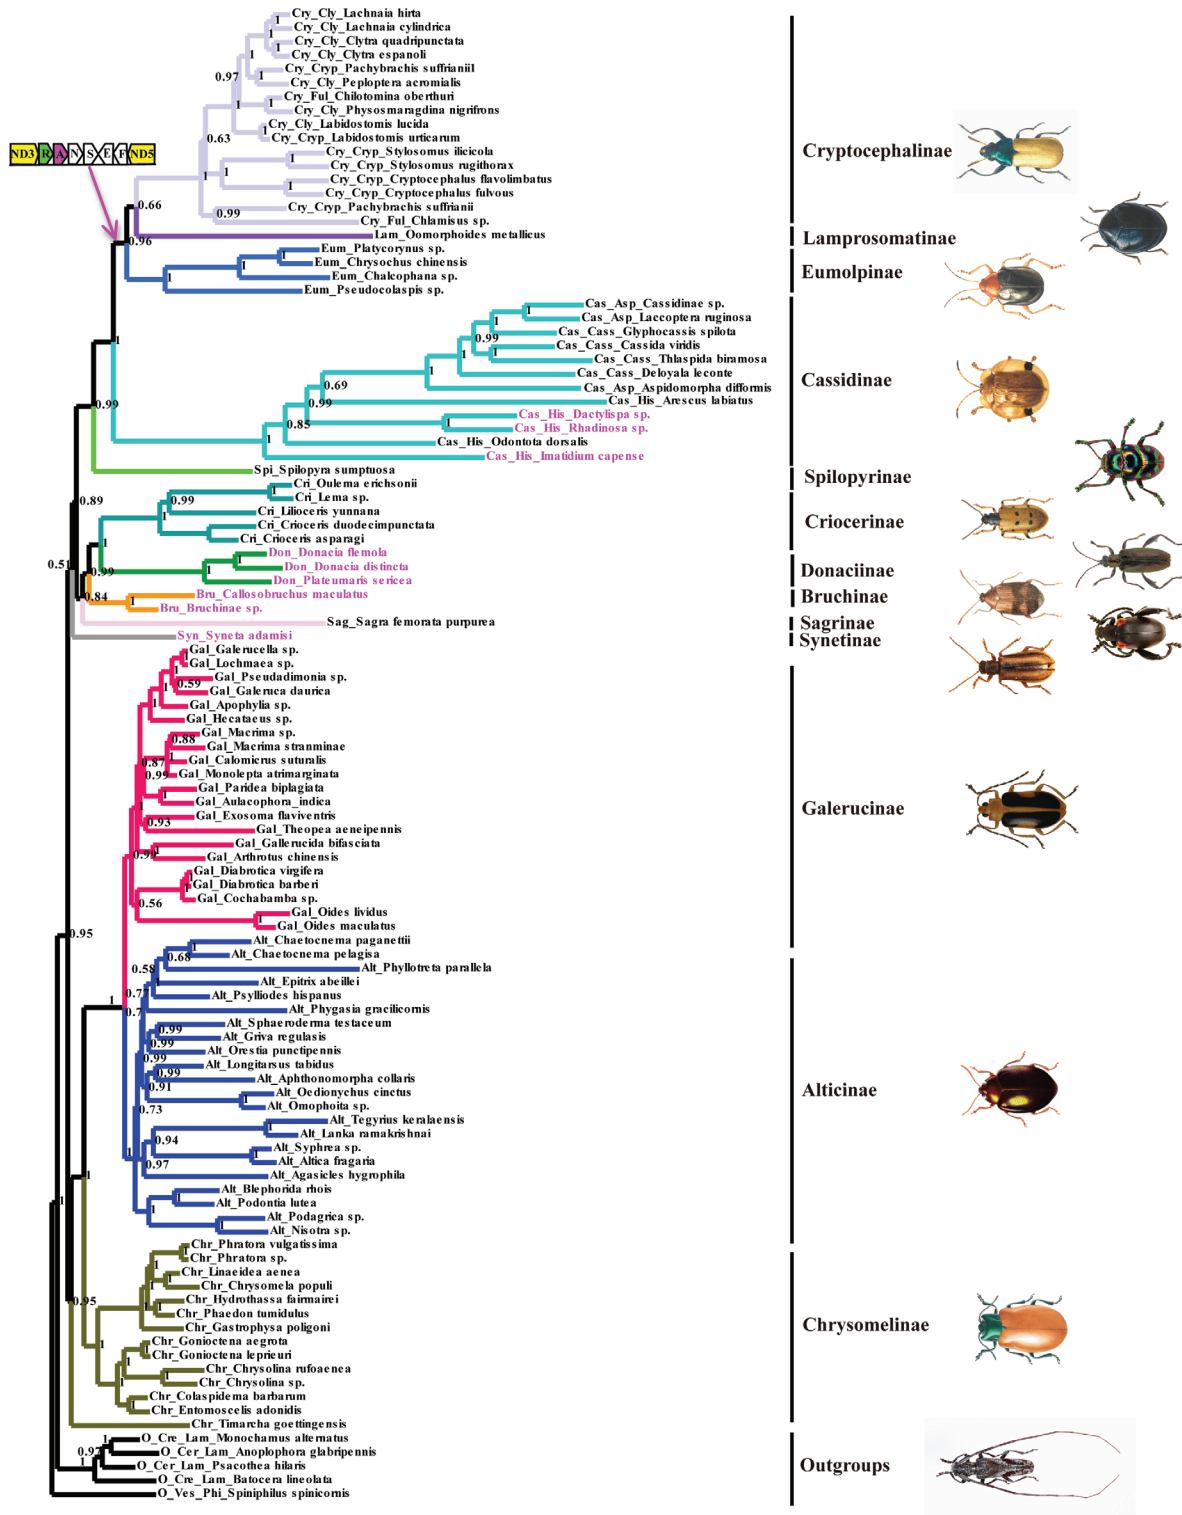 Cry_Cly_Lachnaia hirta
Cry_Cly_Lachnaia cylindrica
Cry_Cly_Clytra quadripunctata
Cry_Cly_Clytra espanoli
Cry_Cryp_Pachybrachis suffrianiil
Cry_Cly_Peploptera acromialis
Cry_Ful_Chilotomina oberthuri
Cry_Cly_Physosmaragdina nigrifrons
Cry_Cly_Labidostomis lucida
Cry_Cryp_Labidostomis urticarum
Cry_Cryp_Stylosomus ilicicola
Cry_Cryp_Stylosomus rugithorax
Cry_Cryp_Cryptocephalus flavolimbatus
Cry_Cryp_Cryptocephalus fulvous
Cry_Cryp_Pachybrachis suffrianii
Cry_Ful_Chlamisus sp.
Lam_Oomorphoides metallicus
Eum_Platycorynus sp.
Eum_Chrysochus chinensis
Eum_Chalcophana sp.
Eum_Pseudocolaspis sp.
Cas_Asp_Cassidinae sp.
Cas_Asp_Laccoptera ruginosa
Cas_Cass_Glyphocassis spilota
Cas_Cass_Cassida viridis
Cas_Cass_Thlaspida biramosa
Cas_Cass_Deloyala leconte
Cas_Asp_Aspidomorpha difformis
Cas_His_Arescus labiatus
Cas_His_Dactylispa sp.
Cas_His_Rhadinosa sp.
Cas_His_Odontota dorsalis
Cas_His_Imatidium capense
Spi_Spilopyra sumptuosa
Cri_Oulema erichsonii
Cri_Lema sp.
Cri_Lilioceris yunnana
Cri_Crioceris duodecimpunctata
Cri_Crioceris asparagi
Don_Donacia flemola
Don_Donacia distincta
Don_Plateumaris sericea
Bru_Callosobruchus maculatus
Bru_Bruchinae sp.
Sag_Sagra femorata purpurea
Syn_Syneta adamisi
Gal_Galerucella sp.
Gal_Lochmaea sp.
Gal_Pseudadimonia sp.
Gal_Galeruca daurica
Gal_Apophylia sp.
Gal_Hecataeus sp.
Gal_Macrima sp.
Gal_Macrima stranminae
Gal_Calomicrus suturalis
Gal_Monolepta atrimarginata
Gal_Paridea biplagiata
Gal_Aulacophora_indica
Gal_Exosoma flaviventris
Gal_Theopea aeneipennis
Gal_Gallerucida bifasciata
Gal_Arthrotus chinensis
Gal_Diabrotica virgifera
Gal_Diabrotica barberi
Gal_Cochabamba sp.
Gal_Oides lividus
Gal_Oides maculatus
Alt_Chaetocnema paganettii
Alt_Chaetocnema pelagisa
Alt_Phyllotreta parallela
Alt_Epitrix abeillei
Alt_Psylliodes hispanus
Alt_Phygasia gracilicornis
Alt_Sphaeroderma testaceum
Alt_Griva regulasis
Alt_Orestia punctipennis
Alt_Longitarsus tabidus
Alt_Aphthonomorpha collaris
Alt_Oedionychus cinctus
Alt_Omophoita sp.
Alt_Tegyrius keralaensis
Alt_Lanka ramakrishnai
Alt_Syphrea sp.
Alt_Altica fragaria
Alt_Agasicles hygrophila
Alt_Blephorida rhois
Alt_Podontia lutea
Alt_Podagrica sp.
Alt_Nisotra sp.
Chr_Phratora vulgatissima
Chr_Phratora sp.
Chr_Linaeidea aenea
Chr_Chrysomela populi
Chr_Hydrothassa fairmairei
Chr_Phaedon tumidulus
Chr_Gastrophysa poligoni
Chr_Gonioctena aegrota
Chr_Gonioctena leprieuri
Chr_Chrysolina rufoaenea
Chr_Chrysolina sp.
Chr_Colaspidema barbarum
Chr_Entomoscelis adonidis
Chr_Timarcha goettingensis
O_Cre_Lam_Monochamus alternatus
O_Cer_Lam_Anoplophora glabripennis
O_Cer_Lam_Psacothea hilaris
O_Cre_Lam_Batocera lineolata
O_Ves_Phi_Spiniphilus spinicornis
ND3 R A N S E F ND5
0.97
0.63
0.99
0.66
0.96
0.99
0.69
0.99
0.85
0.99
0.89
0.99
0.99
0.84
0.51
0.59
0.88
0.87
0.99
0.93
0.99
0.56
0.95
0.68
0.58
0.77
0.7
0.99
0.99
0.99
0.99
0.91
0.73
0.94
0.97
0.95
0.97
Cryptocephalinae
Lamprosomatinae
Eumolpinae
Cassidinae
Spilopyrinae
Criocerinae
Donaciinae
Bruchinae
Sagrinae
Synetinae
Galerucinae
Alticinae
Chrysomelinae
Outgroups